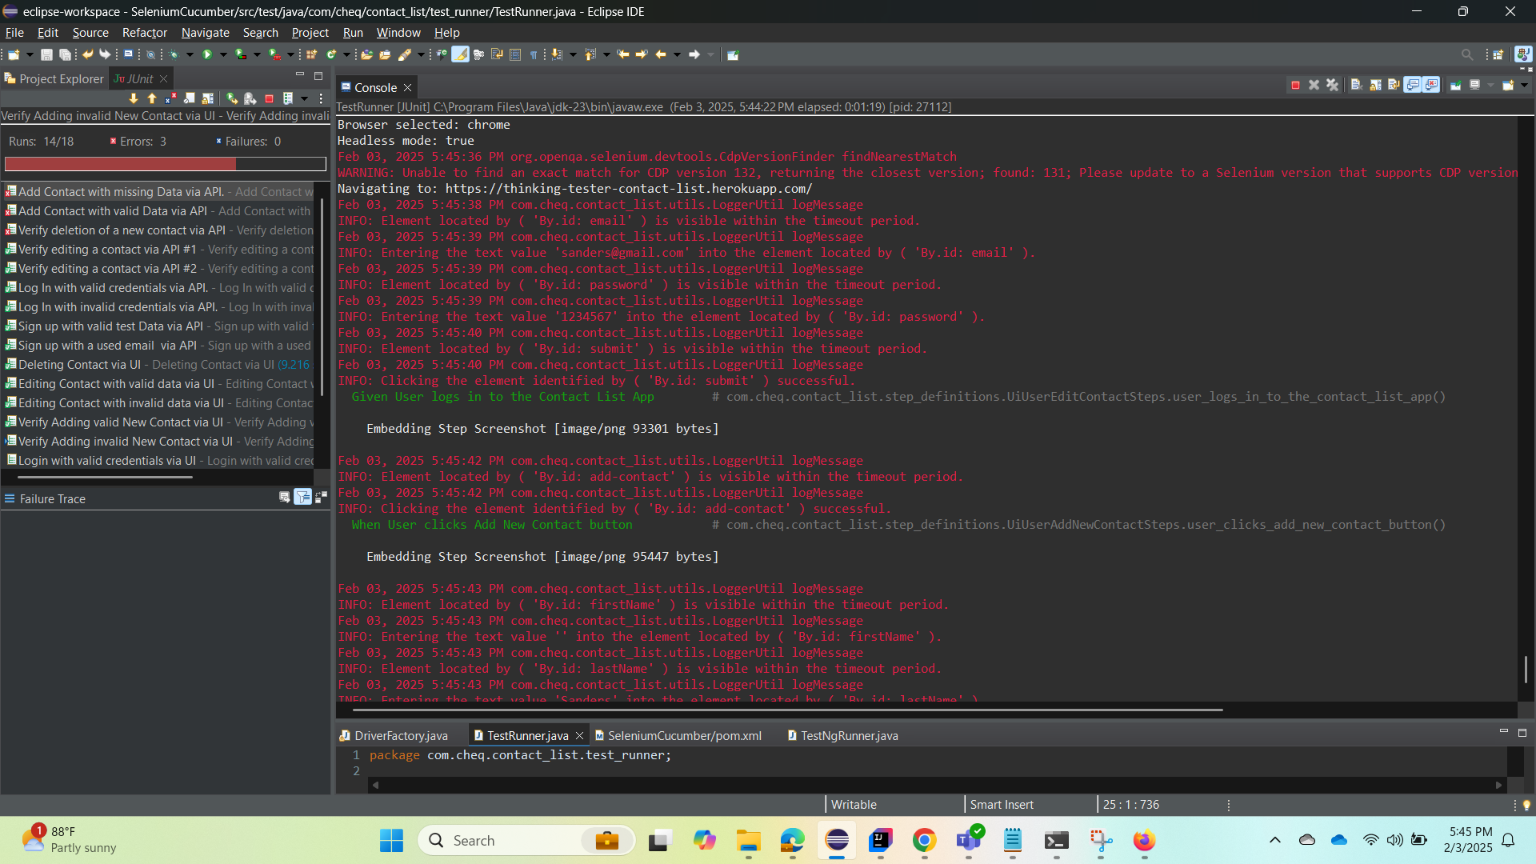 eclipse-workspace - SeleniumCucumber/src/test/java/com/cheq/contact_list/test_runner/TestRunner.java - Eclipse IDE
File Edit Source Refactor Navigate Search Project Run Window Help
Project Explorer JUnit
Verify Adding invalid New Contact via UI - Verify Adding invali
Runs: 14/18 Errors: 3 Failures: 0
Add Contact with missing Data via API. - Add Contact w
Add Contact with valid Data via API - Add Contact with
Verify deletion of a new contact via API - Verify deletion
Verify editing a contact via API #1 - Verify editing a cont
Verify editing a contact via API #2 - Verify editing a cont
Log In with valid credentials via API. - Log In with valid c
Log In with invalid credentials via API. - Log In with inva
Sign up with valid test Data via API - Sign up with valid
Sign up with a used email via API - Sign up with a used
Deleting Contact via UI - Deleting Contact via UI (9.216
Editing Contact with valid data via UI - Editing Contact
Editing Contact with invalid data via UI - Editing Contac
Verify Adding valid New Contact via UI - Verify Adding
Verify Adding invalid New Contact via UI - Verify Adding
Login with valid credentials via UI - Login with valid cre
Failure Trace
Console
TestRunner [JUnit] C:\Program Files\Java\jdk-23\bin\javaw.exe (Feb 3, 2025, 5:44:22 PM elapsed: 0:01:19) [pid: 27112]
Browser selected: chrome
Headless mode: true
Feb 03, 2025 5:45:36 PM org.openqa.selenium.devtools.CdpVersionFinder findNearestMatch
WARNING: Unable to find an exact match for CDP version 132, returning the closest version; found: 131; Please update to a Selenium version that supports CDP version
Navigating to: https://thinking-tester-contact-list.herokuapp.com/
Feb 03, 2025 5:45:38 PM com.cheq.contact_list.utils.LoggerUtil logMessage
INFO: Element located by ( 'By.id: email' ) is visible within the timeout period.
Feb 03, 2025 5:45:39 PM com.cheq.contact_list.utils.LoggerUtil logMessage
INFO: Entering the text value 'sanders@gmail.com' into the element located by ( 'By.id: email' ).
Feb 03, 2025 5:45:39 PM com.cheq.contact_list.utils.LoggerUtil logMessage
INFO: Element located by ( 'By.id: password' ) is visible within the timeout period.
Feb 03, 2025 5:45:39 PM com.cheq.contact_list.utils.LoggerUtil logMessage
INFO: Entering the text value '1234567' into the element located by ( 'By.id: password' ).
Feb 03, 2025 5:45:40 PM com.cheq.contact_list.utils.LoggerUtil logMessage
INFO: Element located by ( 'By.id: submit' ) is visible within the timeout period.
Feb 03, 2025 5:45:40 PM com.cheq.contact_list.utils.LoggerUtil logMessage
INFO: Clicking the element identified by ( 'By.id: submit' ) successful.
Given User logs in to the Contact List App # com.cheq.contact_list.step_definitions.UiUserEditContactSteps.user_logs_in_to_the_contact_list_app()
Embedding Step Screenshot [image/png 93301 bytes]
Feb 03, 2025 5:45:42 PM com.cheq.contact_list.utils.LoggerUtil logMessage
INFO: Element located by ( 'By.id: add-contact' ) is visible within the timeout period.
Feb 03, 2025 5:45:42 PM com.cheq.contact_list.utils.LoggerUtil logMessage
INFO: Clicking the element identified by ( 'By.id: add-contact' ) successful.
When User clicks Add New Contact button # com.cheq.contact_list.step_definitions.UiUserAddNewContactSteps.user_clicks_add_new_contact_button()
Embedding Step Screenshot [image/png 95447 bytes]
Feb 03, 2025 5:45:43 PM com.cheq.contact_list.utils.LoggerUtil logMessage
INFO: Element located by ( 'By.id: firstName' ) is visible within the timeout period.
Feb 03, 2025 5:45:43 PM com.cheq.contact_list.utils.LoggerUtil logMessage
INFO: Entering the text value '' into the element located by ( 'By.id: firstName' ).
Feb 03, 2025 5:45:43 PM com.cheq.contact_list.utils.LoggerUtil logMessage
INFO: Element located by ( 'By.id: lastName' ) is visible within the timeout period.
Feb 03, 2025 5:45:43 PM com.cheq.contact_list.utils.LoggerUtil logMessage
INFO: Entering the text value 'Sanders' into the element located by ( 'By.id: lastName' )
DriverFactory.java TestRunner.java SeleniumCucumber/pom.xml TestNgRunner.java
1 package com.cheq.contact_list.test_runner;
2
Writable Smart Insert 25 : 1 : 736
1 88°F
Partly sunny
Search
5:45 PM
2/3/2025